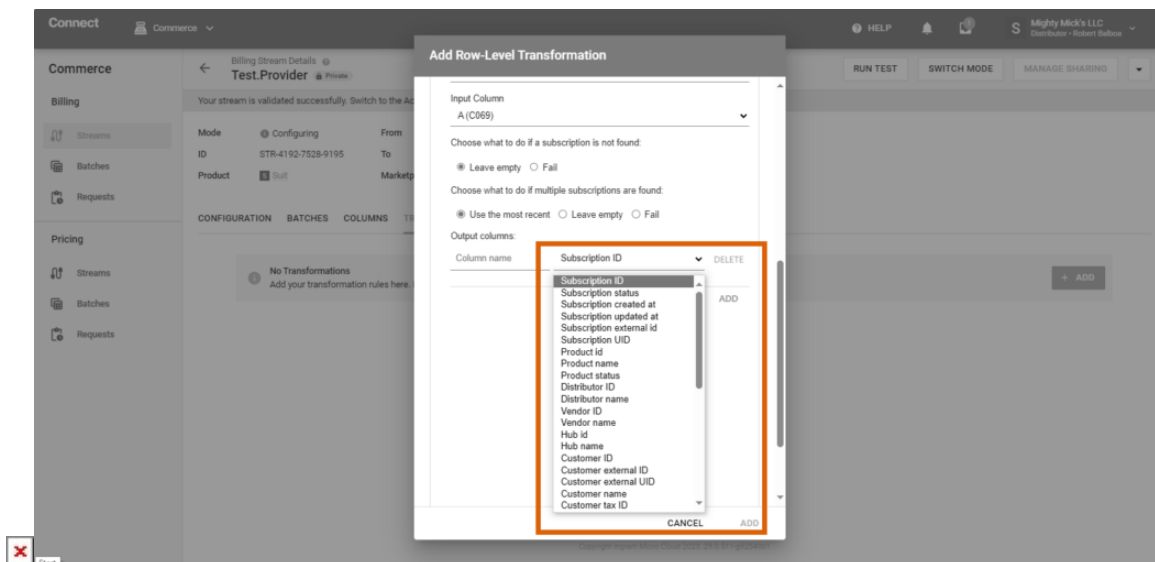 Connect
Commerce
HELP
S
Mighty Mick's LLC
Distributor • Robert Balboa
Commerce
Billing Stream Details
Test.Provider
Private
RUN TEST
SWITCH MODE
MANAGE SHARING
Add Row-Level Transformation
Billing
Streams
Batches
Requests
Pricing
Streams
Batches
Requests
Your stream is validated successfully. Switch to the Ac
Mode
Configuring
From
ID
STR-4192-7528-9195
To
Product
S Suit
Marketp
CONFIGURATION BATCHES COLUMNS TR
No Transformations
Add your transformation rules here.
+ ADD
Input Column
A (C069)
Choose what to do if a subscription is not found:
Leave empty Fail
Choose what to do if multiple subscriptions are found:
Use the most recent Leave empty Fail
Output columns:
Column name
Subscription ID
DELETE
ADD
Subscription ID
Subscription status
Subscription created at
Subscription updated at
Subscription external id
Subscription UID
Product id
Product name
Product status
Distributor ID
Distributor name
Vendor ID
Vendor name
Hub id
Hub name
Customer ID
Customer external ID
Customer external UID
Customer name
Customer tax ID
CANCEL ADD